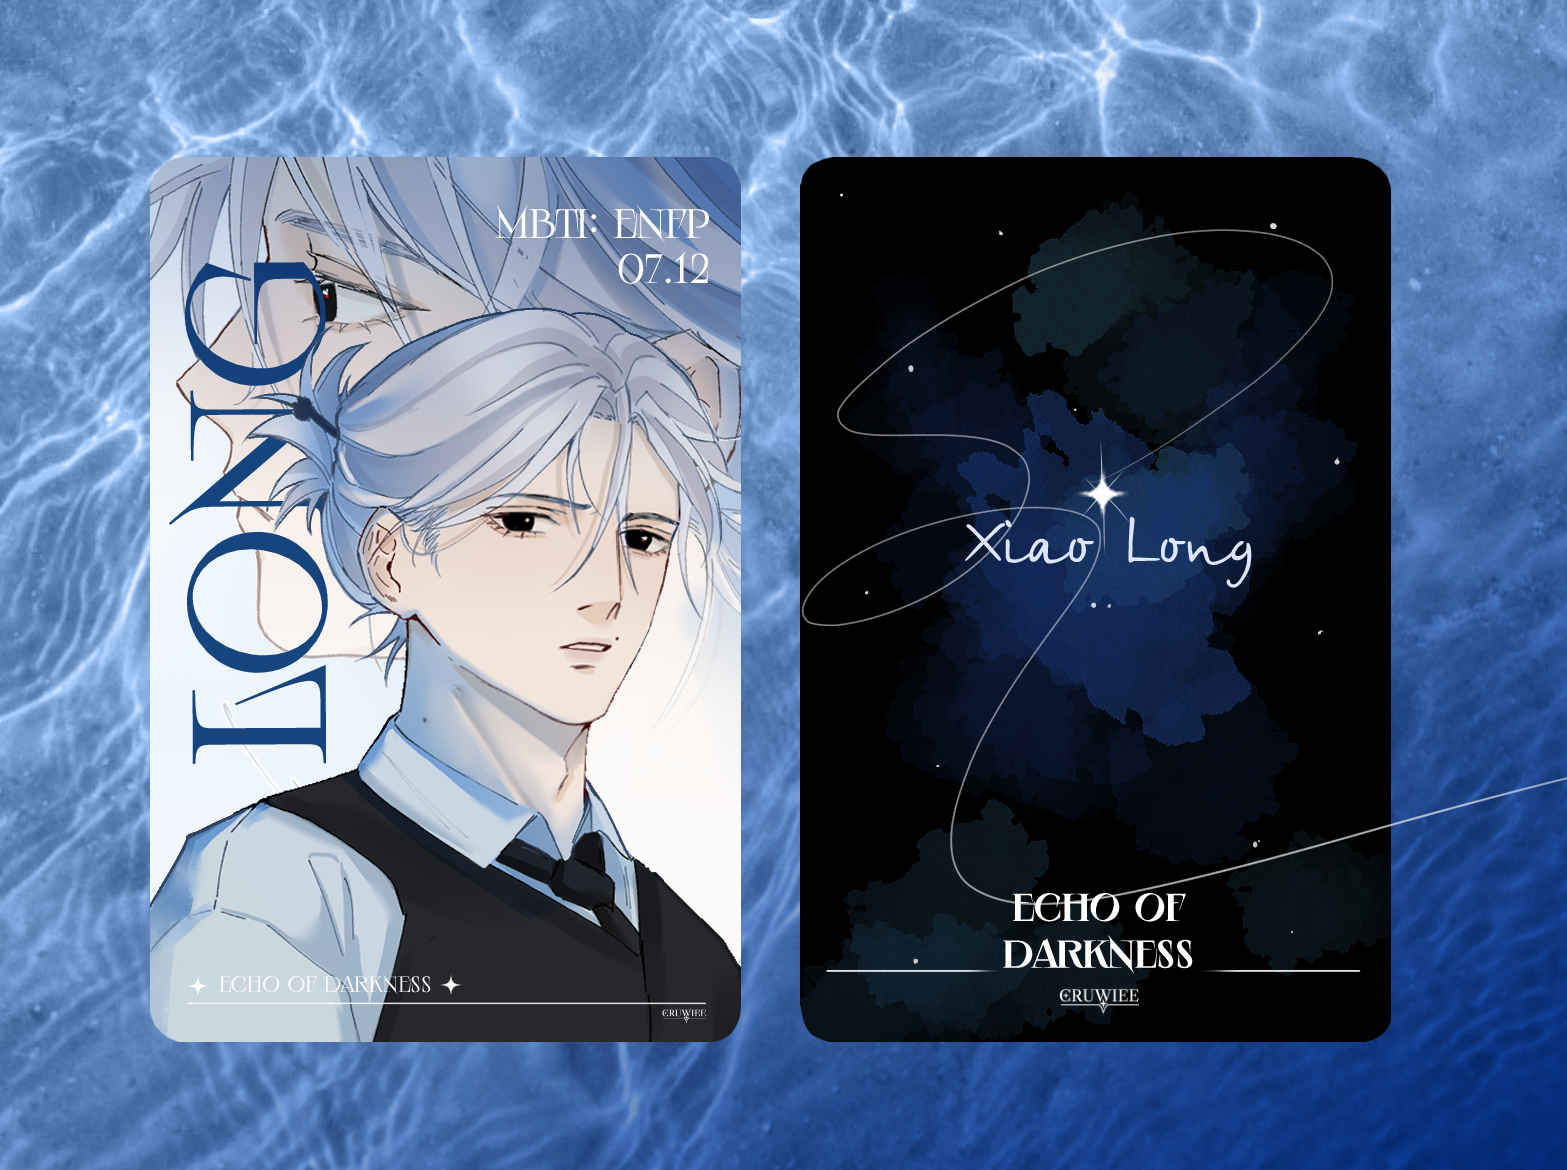 MBTI: ENFP
07.12
LONG
ECHO OF DARKNESS
CRUWIEE
Xiao Long
ECHO OF
DARKNESS
CRUWIEE